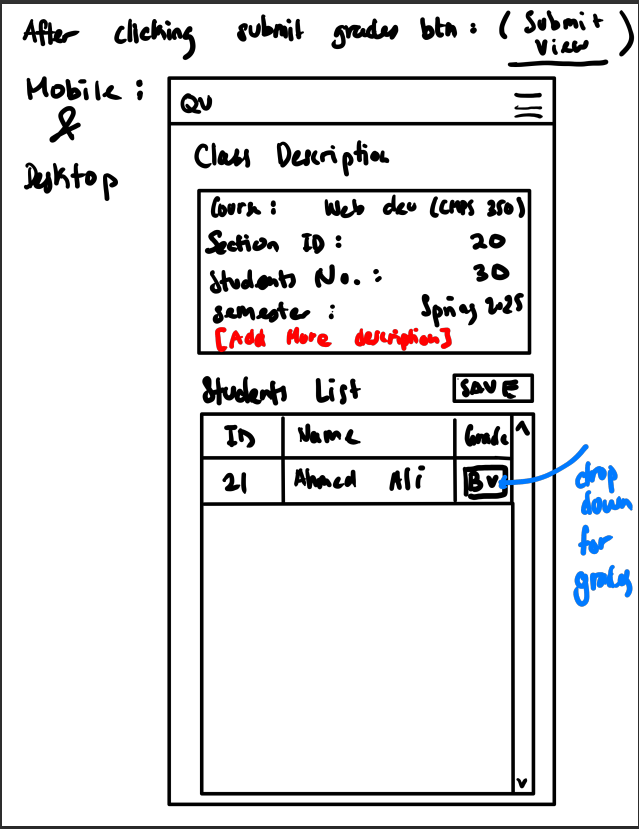 After clicking submit grades btn : ( Submit View )
Mobile :
&
Desktop
QU
Class Description
Course : Web dev (CMPS 350)
Section ID : 20
Students No. : 30
semester : Spring 2025
[Add More description]
Students List
SAVE
ID Name Grade
21 Ahmed Ali B
drop
down
for
grades